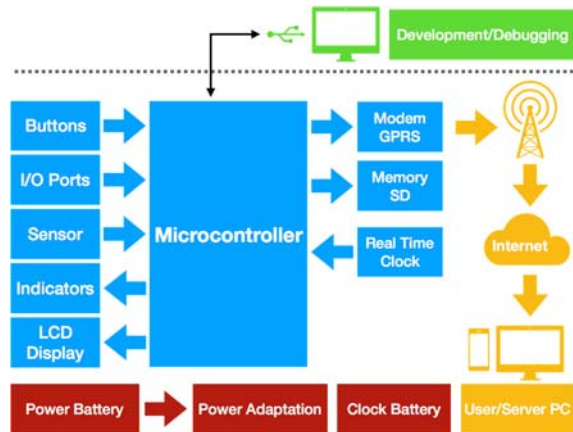 Development/Debugging
Buttons
I/O Ports
Sensor
Indicators
LCD
Display
Microcontroller
Modem
GPRS
Memory
SD
Real Time
Clock
Internet
Power Battery
Power Adaptation
Clock Battery
User/Server PC